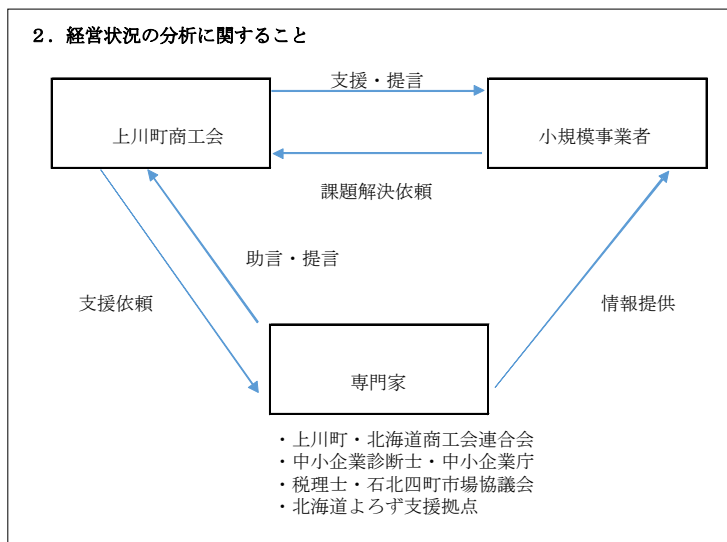 ２．経営状況の分析に関すること
支援・提言
上川町商工会
小規模事業者
課題解決依頼
助言・提言
支援依頼
情報提供
専門家
・上川町・北海道商工会連合会
・中小企業診断士・中小企業庁
・税理士・石北四町市場協議会
・北海道よろず支援拠点